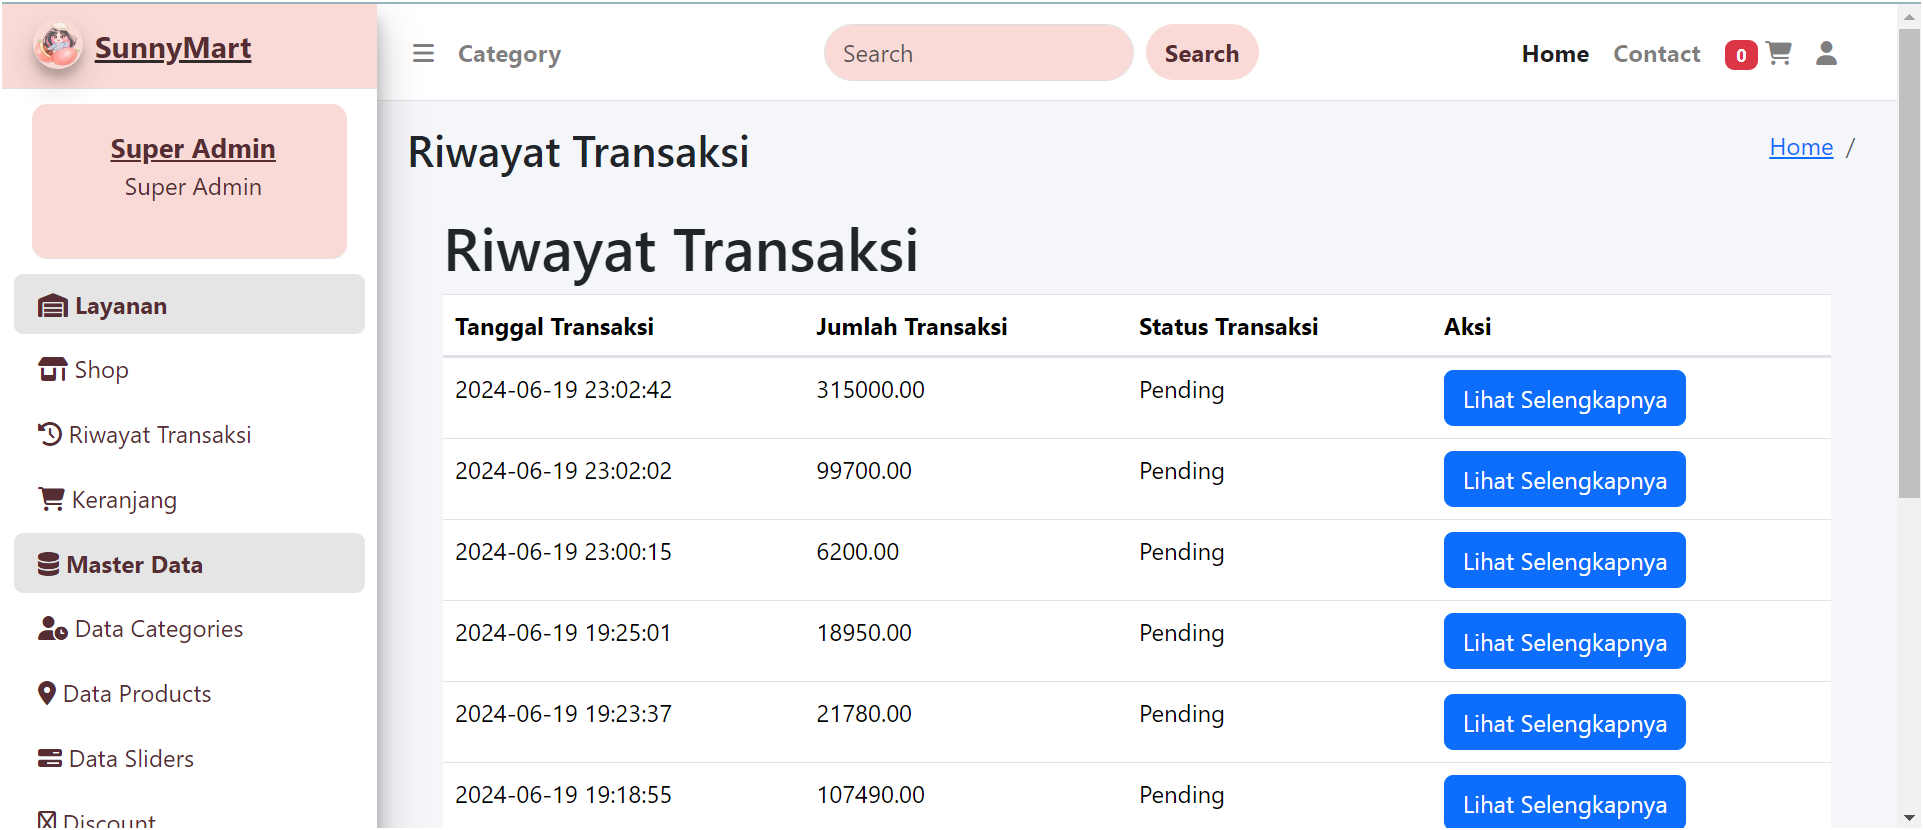 SunnyMart
Category
Search
Search
Home
Contact
0
Super Admin
Super Admin
Layanan
Shop
Riwayat Transaksi
Keranjang
Master Data
Data Categories
Data Products
Data Sliders
Discount
Riwayat Transaksi
Home /
Riwayat Transaksi
Tanggal Transaksi Jumlah Transaksi Status Transaksi Aksi
2024-06-19 23:02:42 315000.00 Pending Lihat Selengkapnya
2024-06-19 23:02:02 99700.00 Pending Lihat Selengkapnya
2024-06-19 23:00:15 6200.00 Pending Lihat Selengkapnya
2024-06-19 19:25:01 18950.00 Pending Lihat Selengkapnya
2024-06-19 19:23:37 21780.00 Pending Lihat Selengkapnya
2024-06-19 19:18:55 107490.00 Pending Lihat Selengkapnya